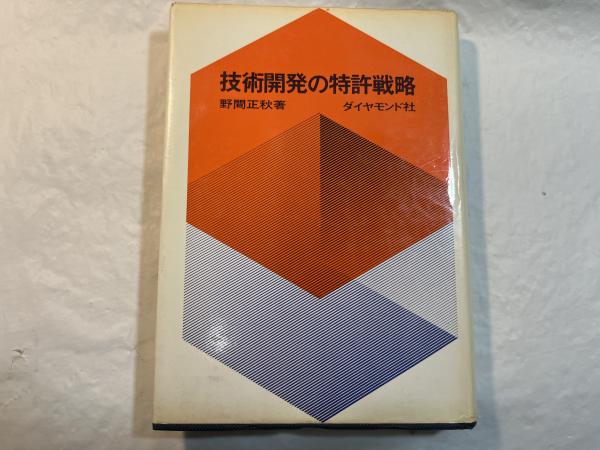 技術開発の特許戦略
野間正秋著 ダイヤモンド社